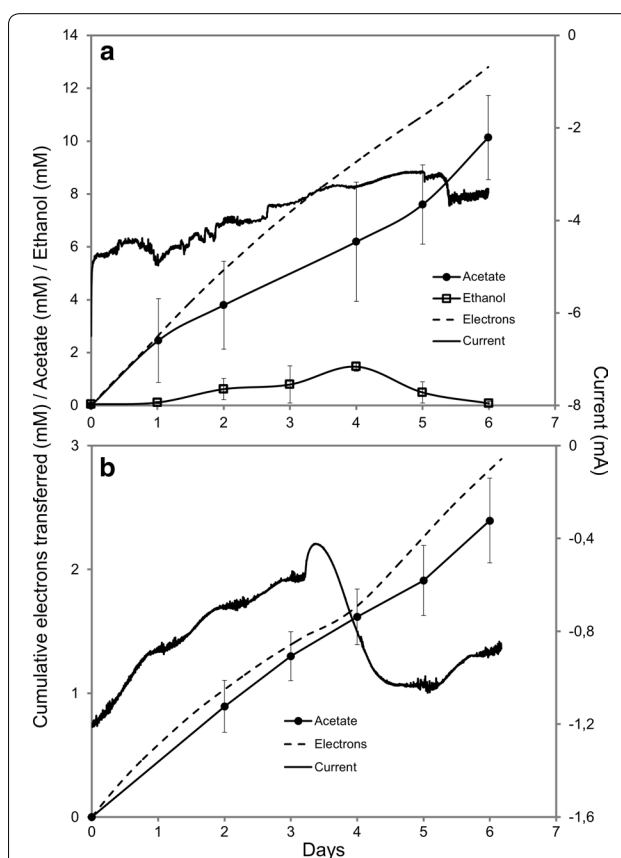 a
14
12
10
8
6
4
2
0
0
-2
-4
-6
-8
0 1 2 3 4 5 6 7
Acetate
Ethanol
Electrons
Current
b
3
2
1
0
0
-0,4
-0,8
-1,2
-1,6
0 1 2 3 4 5 6 7
Acetate
Electrons
Current
Cumulative electrons transferred (mM) / Acetate (mM) / Ethanol (mM)
Current (mA)
Days